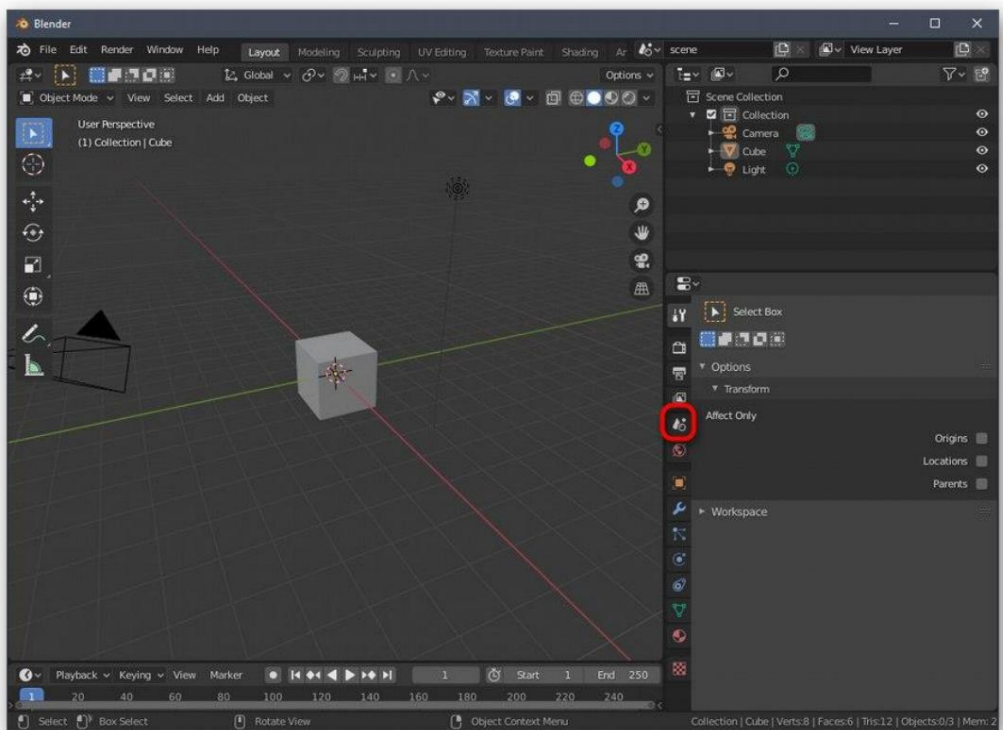 Blender
File Edit Render Window Help Layout Modeling Sculpting UV Editing Texture Paint Shading Ar scene View Layer
Global Options
Object Mode View Select Add Object
User Perspective
(1) Collection | Cube
Z
Y
X
Scene Collection
Collection
Camera
Cube
Light
Select Box
Options
Transform
Affect Only
Origins
Locations
Parents
Workspace
Playback Keying View Marker 1 Start 1 End 250
1 20 40 60 80 100 120 140 160 180 200 220 240
Select Box Select Rotate View Object Context Menu Collection | Cube | Verts:8 | Faces:6 | Tris:12 | Objects:0/3 | Mem: 2